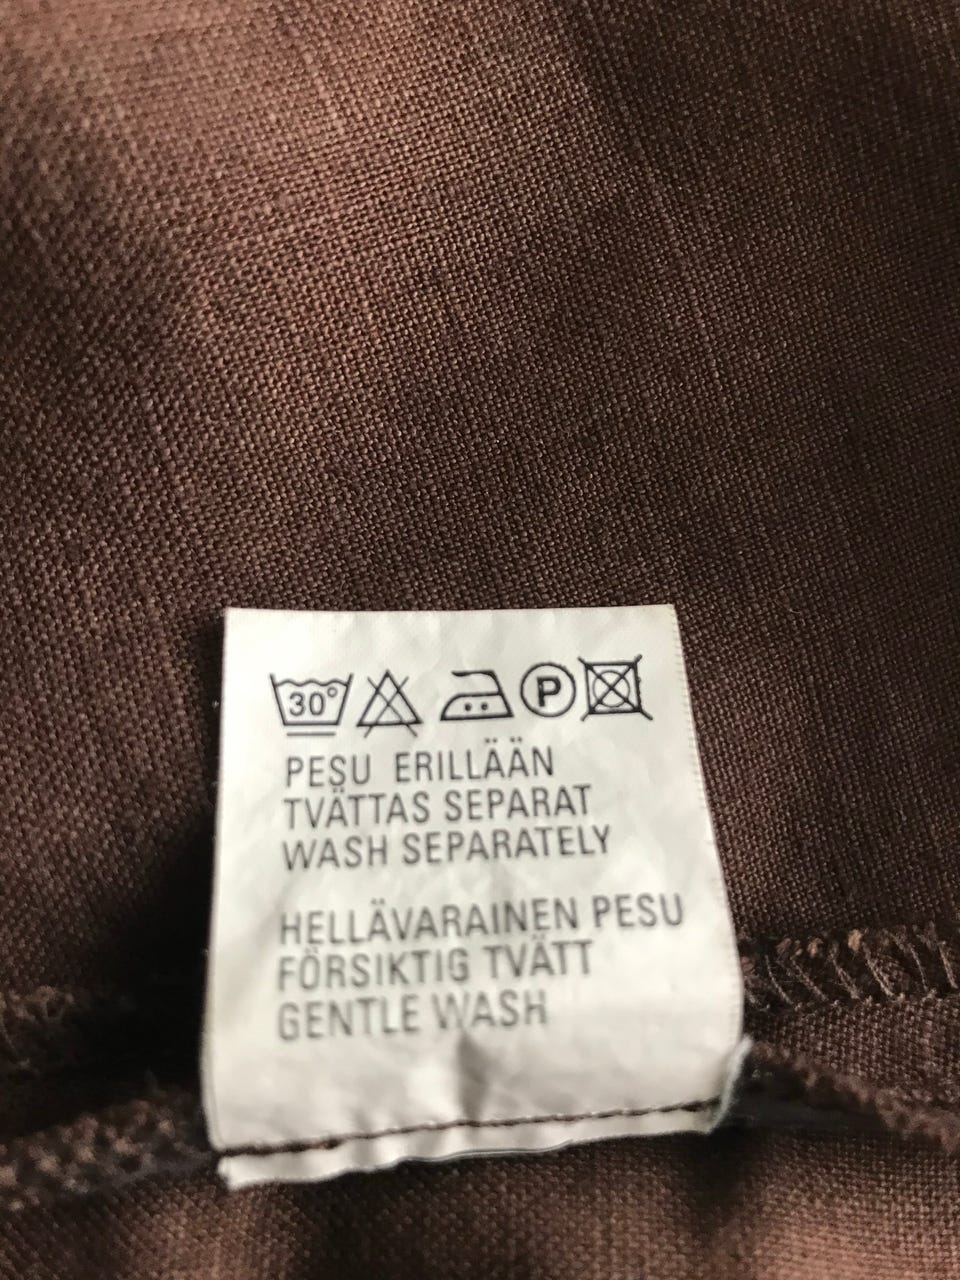 30° P
PESU ERILLÄÄN
TVÄTTAS SEPARAT
WASH SEPARATELY
HELLÄVARAINEN PESU
FÖRSIKTIG TVÄTT
GENTLE WASH